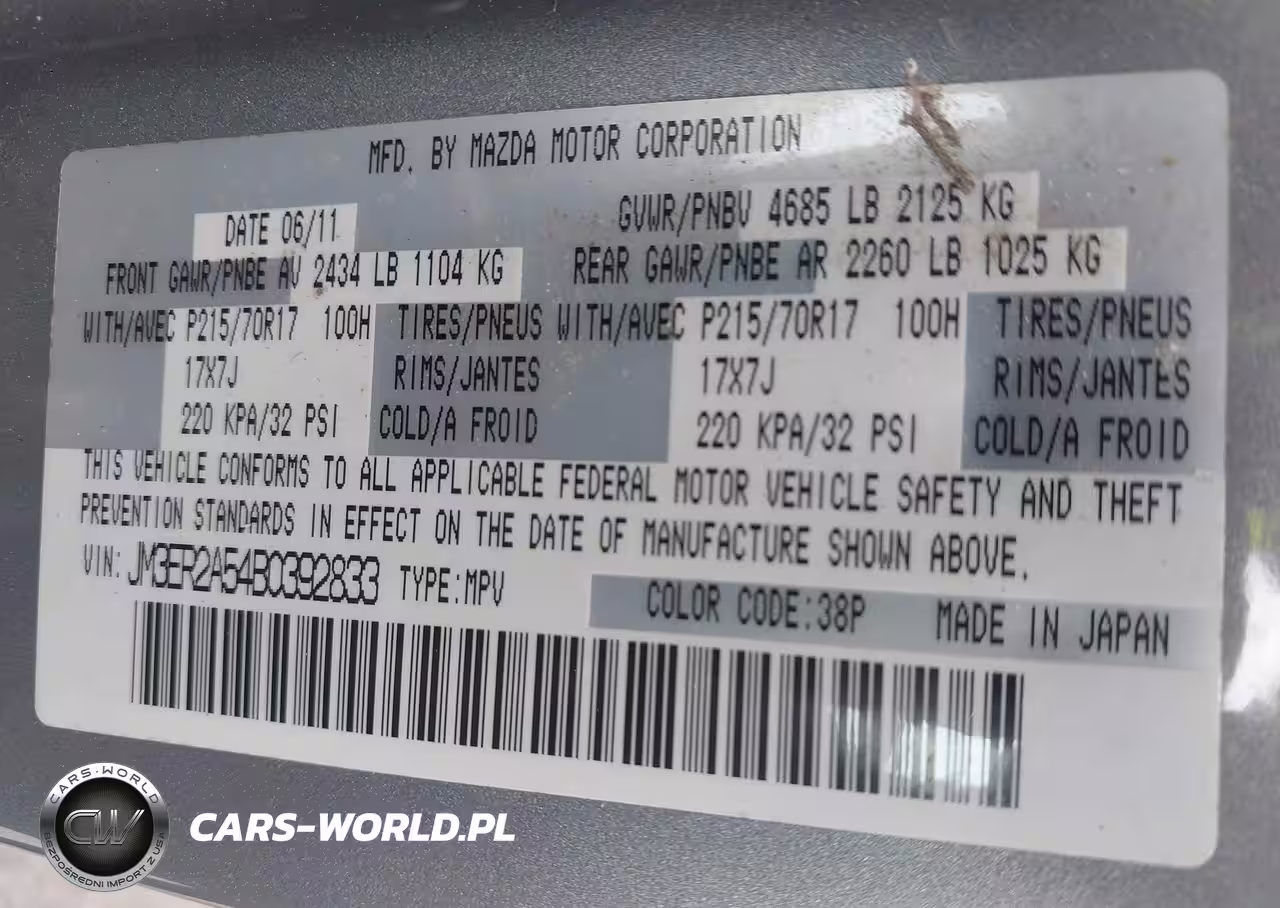 MFD. BY MAZDA MOTOR CORPORATION
DATE 06/11
GVWR/PNBV 4685 LB 2125 KG
FRONT GAWR/PNBE AV 2434 LB 1104 KG
REAR GAWR/PNBE AR 2260 LB 1025 KG
WITH/AVEC P215/70R17 100H TIRES/PNEUS WITH/AVEC P215/70R17 100H TIRES/PNEUS
17X7J RIMS/JANTES 17X7J RIMS/JANTES
220 KPA/32 PSI COLD/A FROID 220 KPA/32 PSI COLD/A FROID
THIS VEHICLE CONFORMS TO ALL APPLICABLE FEDERAL MOTOR VEHICLE SAFETY AND THEFT
PREVENTION STANDARDS IN EFFECT ON THE DATE OF MANUFACTURE SHOWN ABOVE.
VIN: JM3ER2A54B0392833 TYPE:MPV
COLOR CODE:38P MADE IN JAPAN
CARS-WORLD
CW
BEZPOŚREDNI IMPORT Z USA
CARS-WORLD.PL